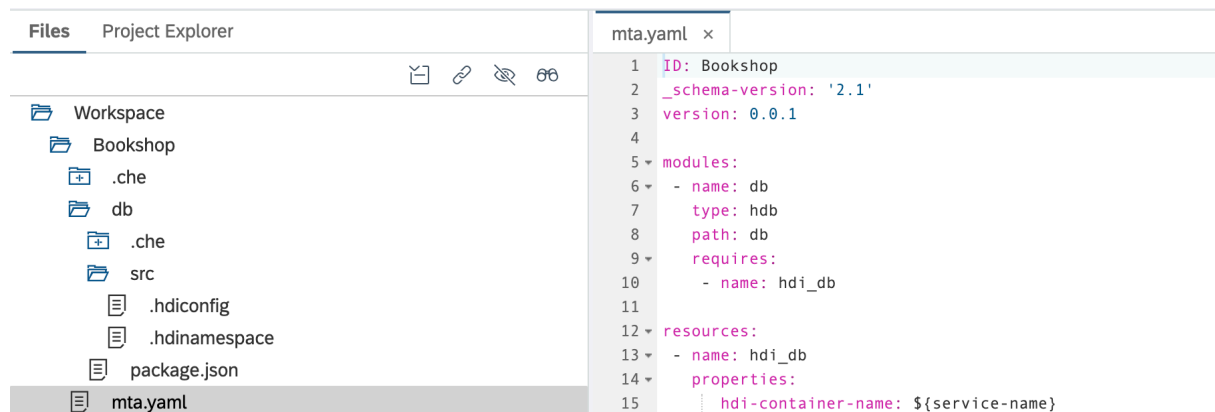 Files Project Explorer
Workspace
Bookshop
.che
db
.che
src
.hdiconfig
.hdinamespace
package.json
mta.yaml
mta.yaml ×
1 ID: Bookshop
2 _schema-version: '2.1'
3 version: 0.0.1
4
5 modules:
6 - name: db
7 type: hdb
8 path: db
9 requires:
10 - name: hdi_db
11
12 resources:
13 - name: hdi_db
14 properties:
15 hdi-container-name: ${service-name}